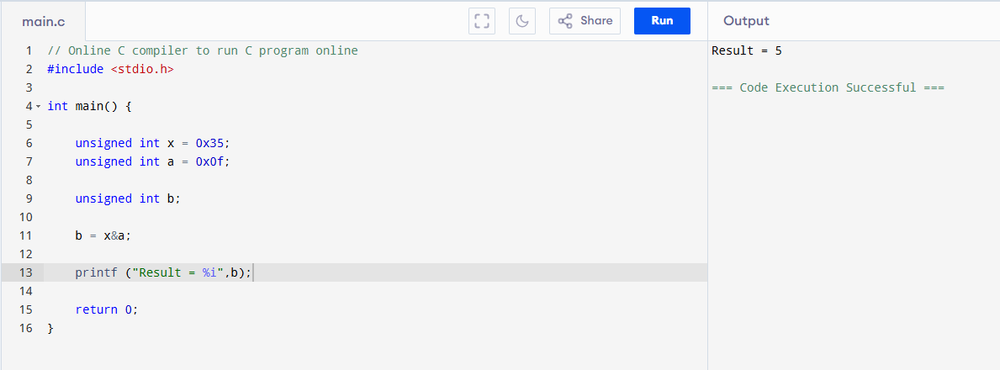 main.c
Share
Run
Output
1 // Online C compiler to run C program online
2 #include <stdio.h>
3
4 int main() {
5
6 unsigned int x = 0x35;
7 unsigned int a = 0x0f;
8
9 unsigned int b;
10
11 b = x&a;
12
13 printf ("Result = %i",b);
14
15 return 0;
16 }
Result = 5
=== Code Execution Successful ===